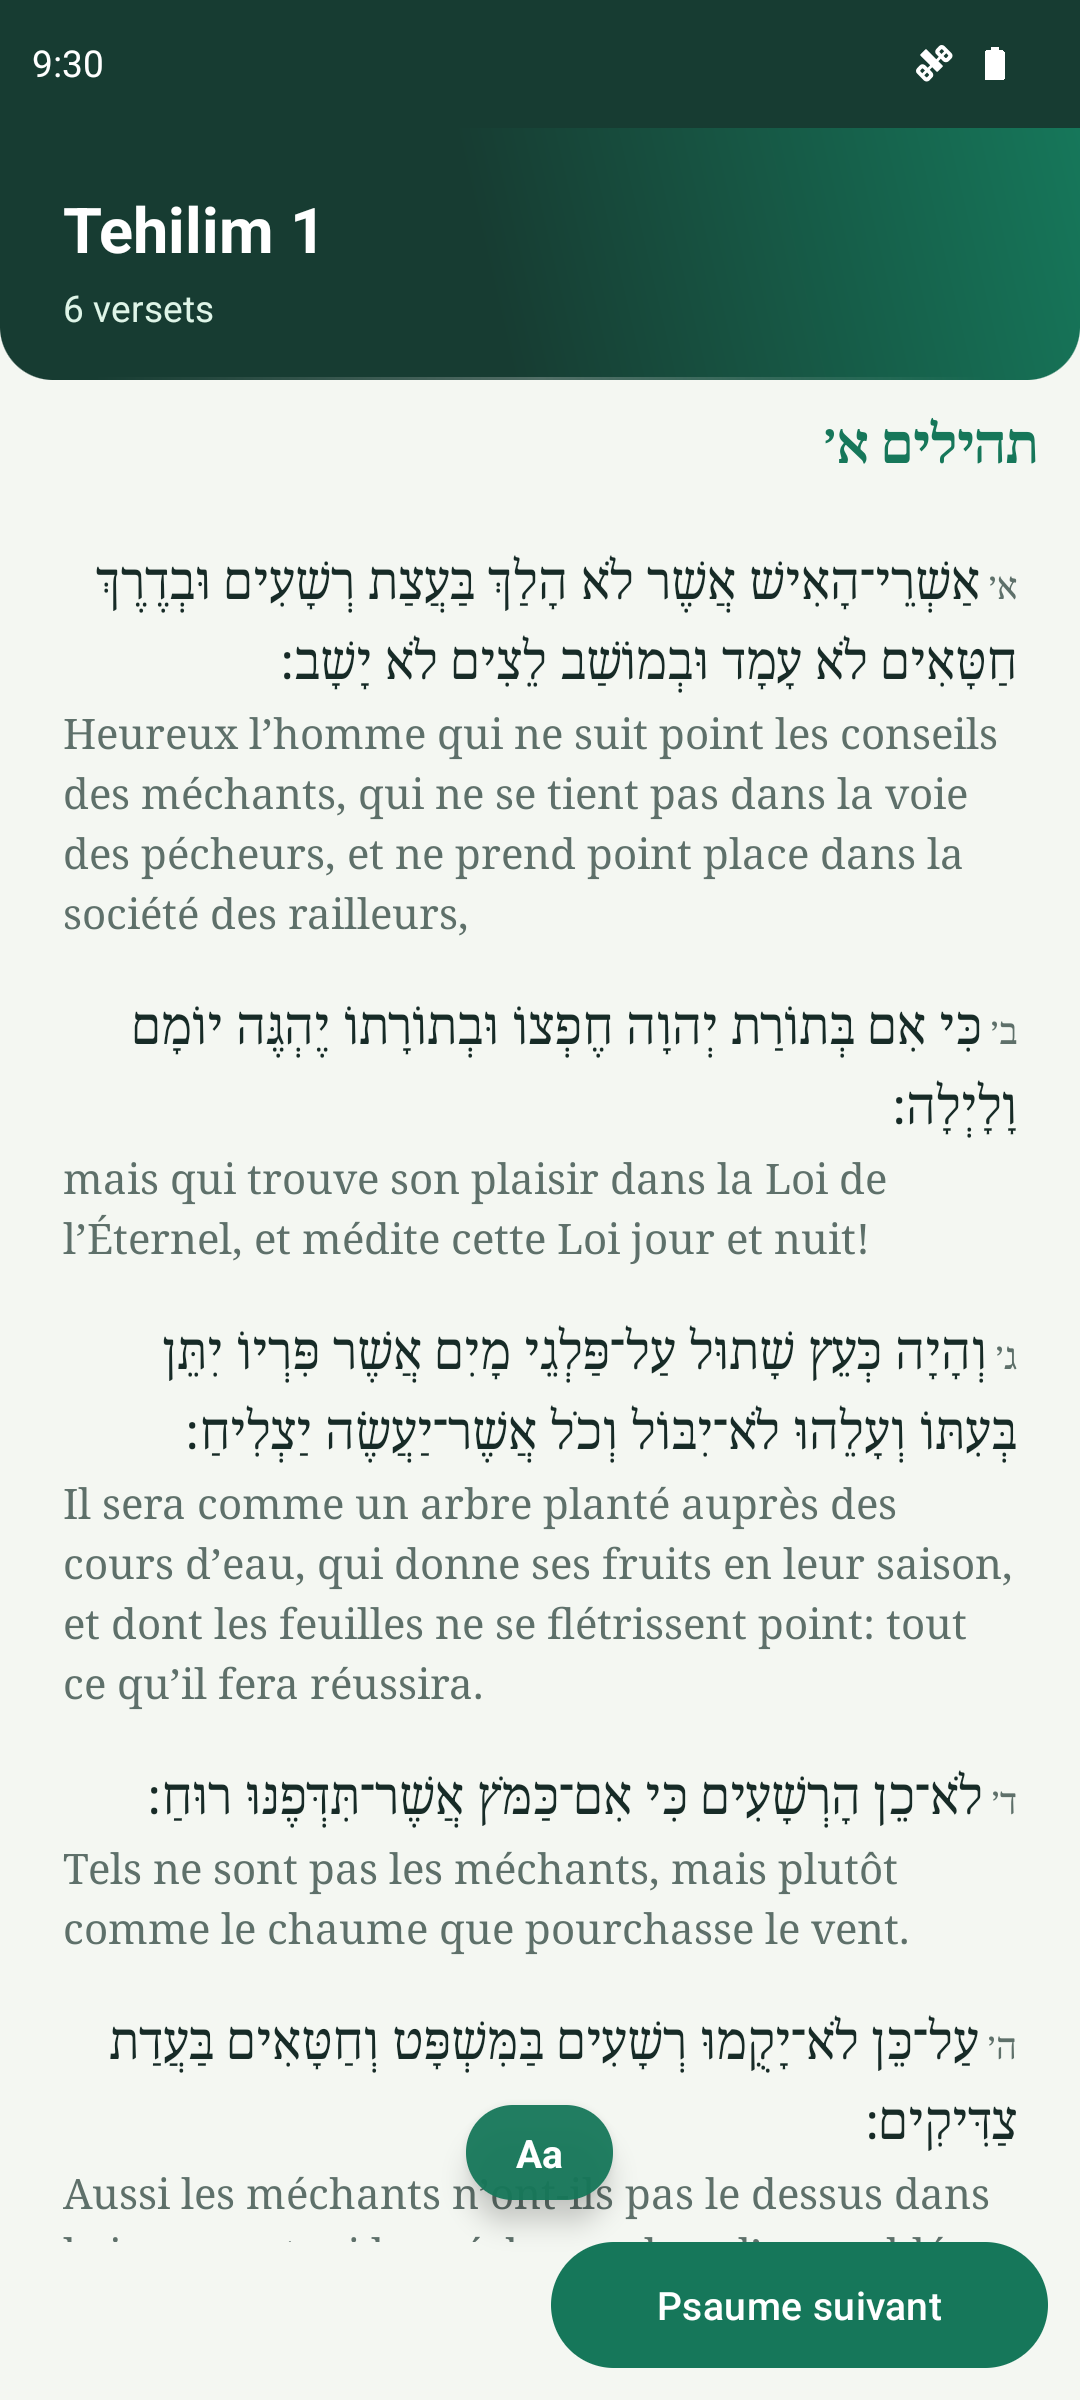 9:30
Tehilim 1
6 versets
תהילים א׳
א׳ אַשְׁרֵי־הָאִישׁ אֲשֶׁר לֹא הָלַךְ בַּעֲצַת רְשָׁעִים וּבְדֶרֶךְ
חַטָּאִים לֹא עָמָד וּבְמוֹשַׁב לֵצִים לֹא יָשָׁב׃
Heureux l’homme qui ne suit point les conseils
des méchants, qui ne se tient pas dans la voie
des pécheurs, et ne prend point place dans la
société des railleurs,
ב׳ כִּי אִם בְּתוֹרַת יְהוָה חֶפְצוֹ וּבְתוֹרָתוֹ יֶהְגֶּה יוֹמָם
וָלָיְלָה׃
mais qui trouve son plaisir dans la Loi de
l’Éternel, et médite cette Loi jour et nuit!
ג׳ וְהָיָה כְּעֵץ שָׁתוּל עַל־פַּלְגֵי מָיִם אֲשֶׁר פִּרְיוֹ יִתֵּן
בְּעִתּוֹ וְעָלֵהוּ לֹא־יִבּוֹל וְכֹל אֲשֶׁר־יַעֲשֶׂה יַצְלִיחַ׃
Il sera comme un arbre planté auprès des
cours d’eau, qui donne ses fruits en leur saison,
et dont les feuilles ne se flétrissent point: tout
ce qu’il fera réussira.
ד׳ לֹא־כֵן הָרְשָׁעִים כִּי אִם־כַּמֹּץ אֲשֶׁר־תִּדְּפֶנּוּ רוּחַ׃
Tels ne sont pas les méchants, mais plutôt
comme le chaume que pourchasse le vent.
ה׳ עַל־כֵּן לֹא־יָקֻמוּ רְשָׁעִים בַּמִּשְׁפָּט וְחַטָּאִים בַּעֲדַת
צַדִּיקִים׃
Aa
Aussi les méchants n’ont-ils pas le dessus dans
Psaume suivant